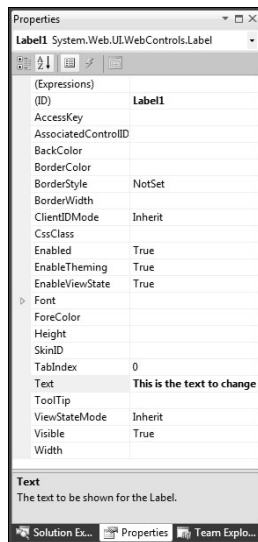 Properties
Label1 System.Web.UI.WebControls.Label
(Expressions)
(ID) Label1
AccessKey
AssociatedControlID
BackColor
BorderColor
BorderStyle NotSet
BorderWidth
ClientIDMode Inherit
CssClass
Enabled True
EnableTheming True
EnableViewState True
Font
ForeColor
Height
SkinID
TabIndex 0
Text This is the text to change
ToolTip
ViewStateMode Inherit
Visible True
Width
Text
The text to be shown for the Label.
Solution Ex... Properties Team Explo...